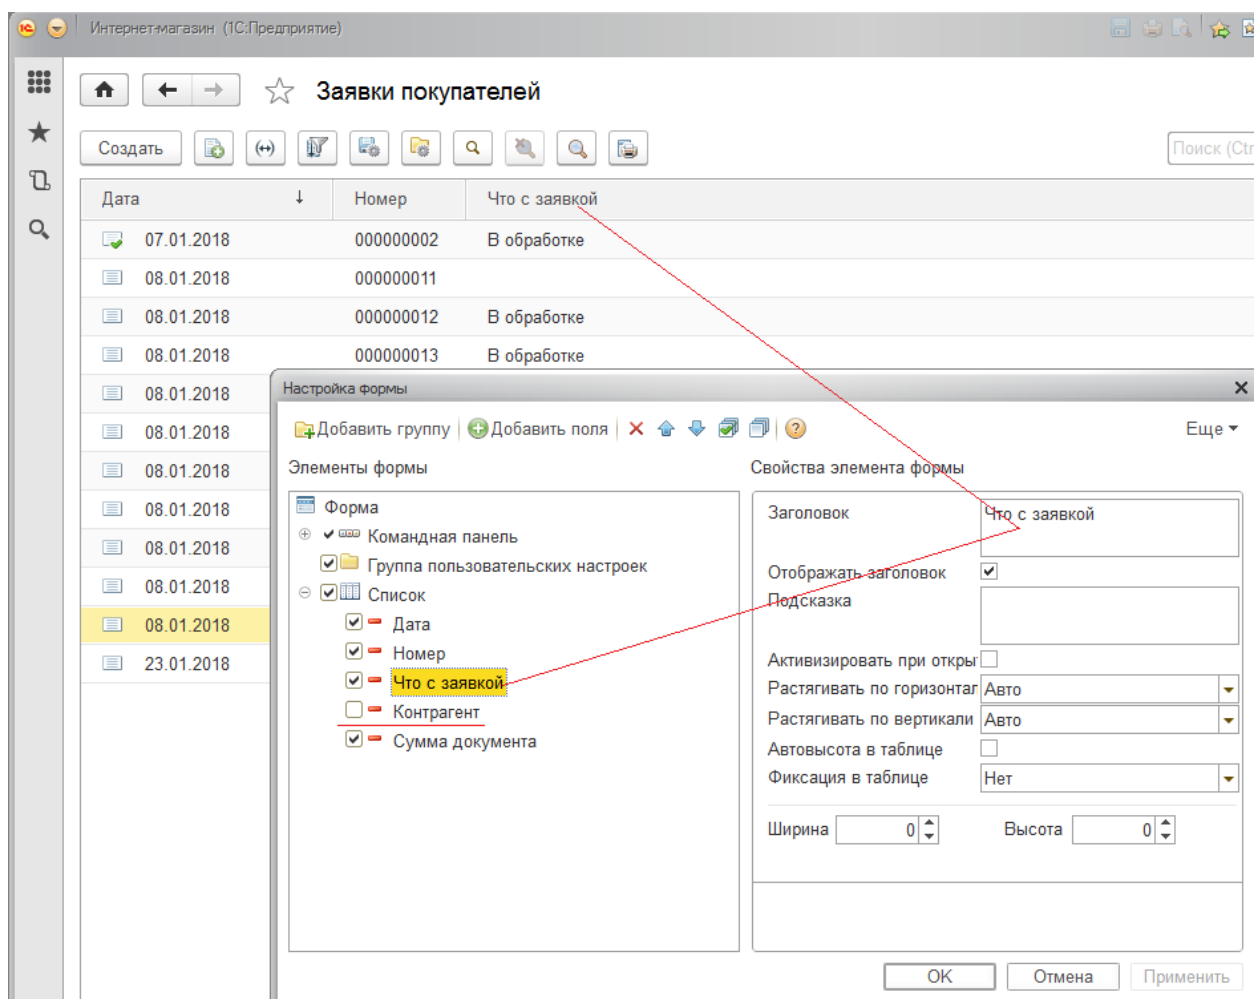 Интернет-магазин (1С:Предприятие)
Заявки покупателей
Создать
Поиск (Ctr
Дата ↓ Номер Что с заявкой
07.01.2018 000000002 В обработке
08.01.2018 000000011
08.01.2018 000000012 В обработке
08.01.2018 000000013 В обработке
08.01.2018
08.01.2018
08.01.2018
08.01.2018
08.01.2018
08.01.2018
08.01.2018
23.01.2018
Настройка формы
Добавить группу Добавить поля Еще
Элементы формы
Форма
Командная панель
Группа пользовательских настроек
Список
Дата
Номер
Что с заявкой
Контрагент
Сумма документа
Свойства элемента формы
Заголовок Что с заявкой
Отображать заголовок
Подсказка
Активизировать при откры
Растягивать по горизонтал Авто
Растягивать по вертикали Авто
Автовысота в таблице
Фиксация в таблице Нет
Ширина 0 Высота 0
OK Отмена Применить